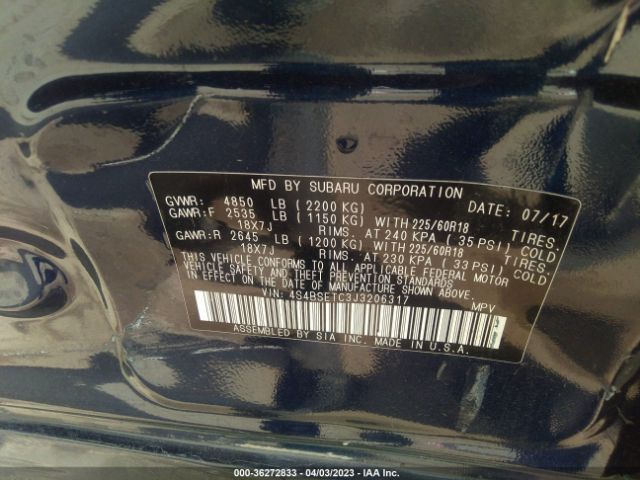 MFD BY SUBARU CORPORATION DATE: 07/17
GVWR: 4850 LB (2200 KG)
GAWR:F 2535 LB (1150 KG) WITH 225/60R18 TIRES.
18X7J RIMS. AT 240 KPA (35 PSI) COLD
GAWR:R 2645 LB (1200 KG) WITH 225/60R18 TIRES.
18X7J RIMS. AT 230 KPA (33 PSI) COLD
THIS VEHICLE CONFORMS TO ALL APPLICABLE FEDERAL MOTOR
VEHICLE SAFETY AND BUMPER STANDARDS
IN EFFECT ON THE DATE OF MANUFACTURE SHOWN ABOVE.
VIN: 4S4BSETC3J3206317 MPV
ASSEMBLED BY SIA INC. MADE IN U.S.A.
000-36272833 - 04/03/2023 - IAA Inc.